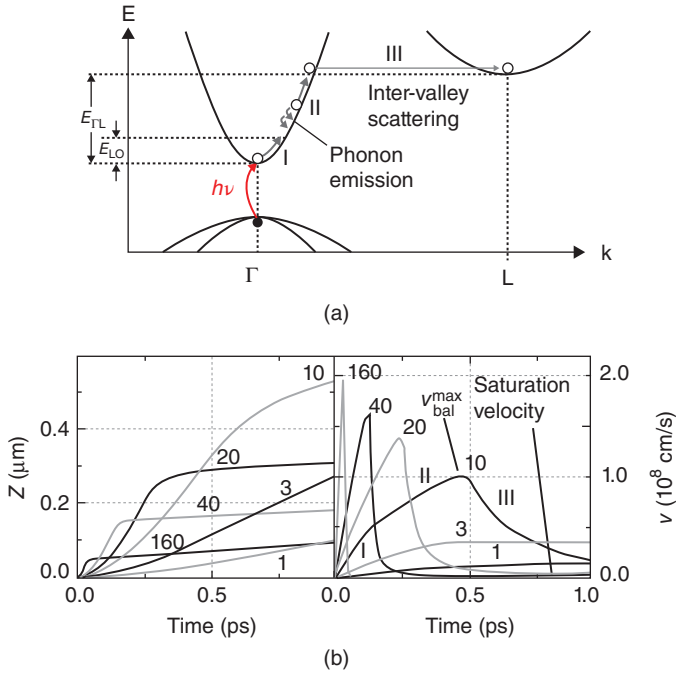 E
III
Inter-valley
scattering
II
E_ΓL
E_LO
I
Phonon
emission
hν
k
Γ
L
(a)
10
160
2.0
40
v_bal^max
Saturation
velocity
20
0.4
20
10
Z (μm)
3
II
1.0
v (10^8 cm/s)
III
0.2
40
160
3
I
1
1
0.0
0.0
0.0
0.5
0.0
0.5
1.0
Time (ps)
Time (ps)
(b)